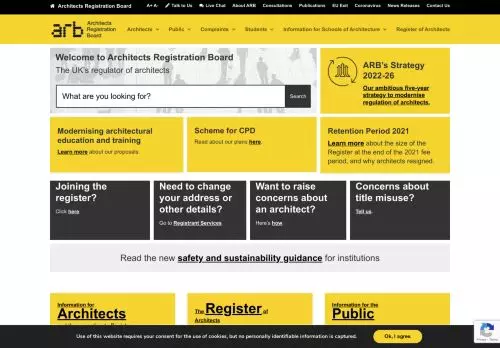 Architects Registration Board
A+ A-
Talk to Us
Live Chat
About ARB
Consultations
Publications
EU Exit
Coronavirus
News Releases
Contact Us
arb
Architects
Registration
Board
Architects
Public
Complaints
Students
Information for Schools of Architecture
Register of Architects
Welcome to Architects Registration Board
The UK's regulator of architects
What are you looking for?
Search
ARB's Strategy
2022-26
Our ambitious five-year
strategy to modernise
regulation of architects.
Modernising architectural
education and training
Learn more about our proposals.
Scheme for CPD
Read about our plans here.
Retention Period 2021
Learn more about the size of the
Register at the end of the 2021 fee
period, and why architects resigned.
Joining the
register?
Click here
Need to change
your address or
other details?
Go to Registrant Services
Want to raise
concerns about
an architect?
Here's how
Concerns about
title misuse?
Tell us.
Read the new safety and sustainability guidance for institutions
Information for
Architects
The Register of
Architects
Information for the
Public
Use of this website requires your consent for the use of cookies, but no personally identifiable information is captured.
Ok, I agree
Privacy - Terms